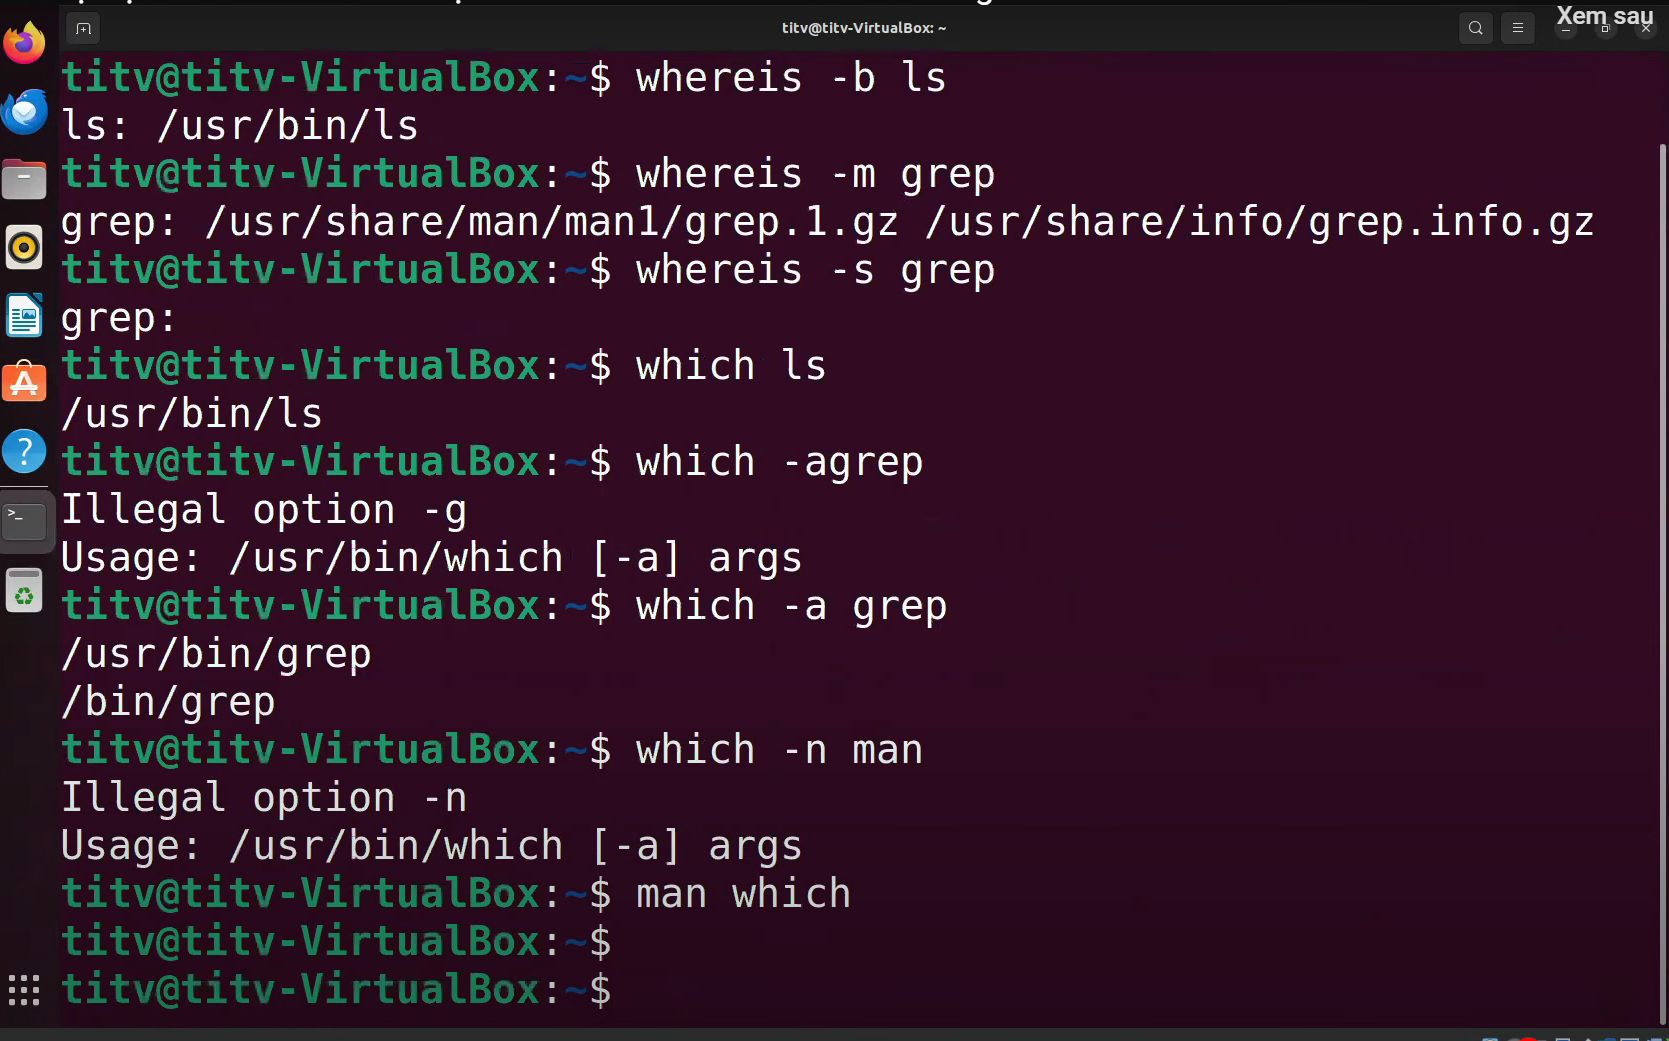 titv@titv-VirtualBox: ~
Xem sau
titv@titv-VirtualBox:~$ whereis -b ls
ls: /usr/bin/ls
titv@titv-VirtualBox:~$ whereis -m grep
grep: /usr/share/man/man1/grep.1.gz /usr/share/info/grep.info.gz
titv@titv-VirtualBox:~$ whereis -s grep
grep:
titv@titv-VirtualBox:~$ which ls
/usr/bin/ls
titv@titv-VirtualBox:~$ which -agrep
Illegal option -g
Usage: /usr/bin/which [-a] args
titv@titv-VirtualBox:~$ which -a grep
/usr/bin/grep
/bin/grep
titv@titv-VirtualBox:~$ which -n man
Illegal option -n
Usage: /usr/bin/which [-a] args
titv@titv-VirtualBox:~$ man which
titv@titv-VirtualBox:~$
titv@titv-VirtualBox:~$